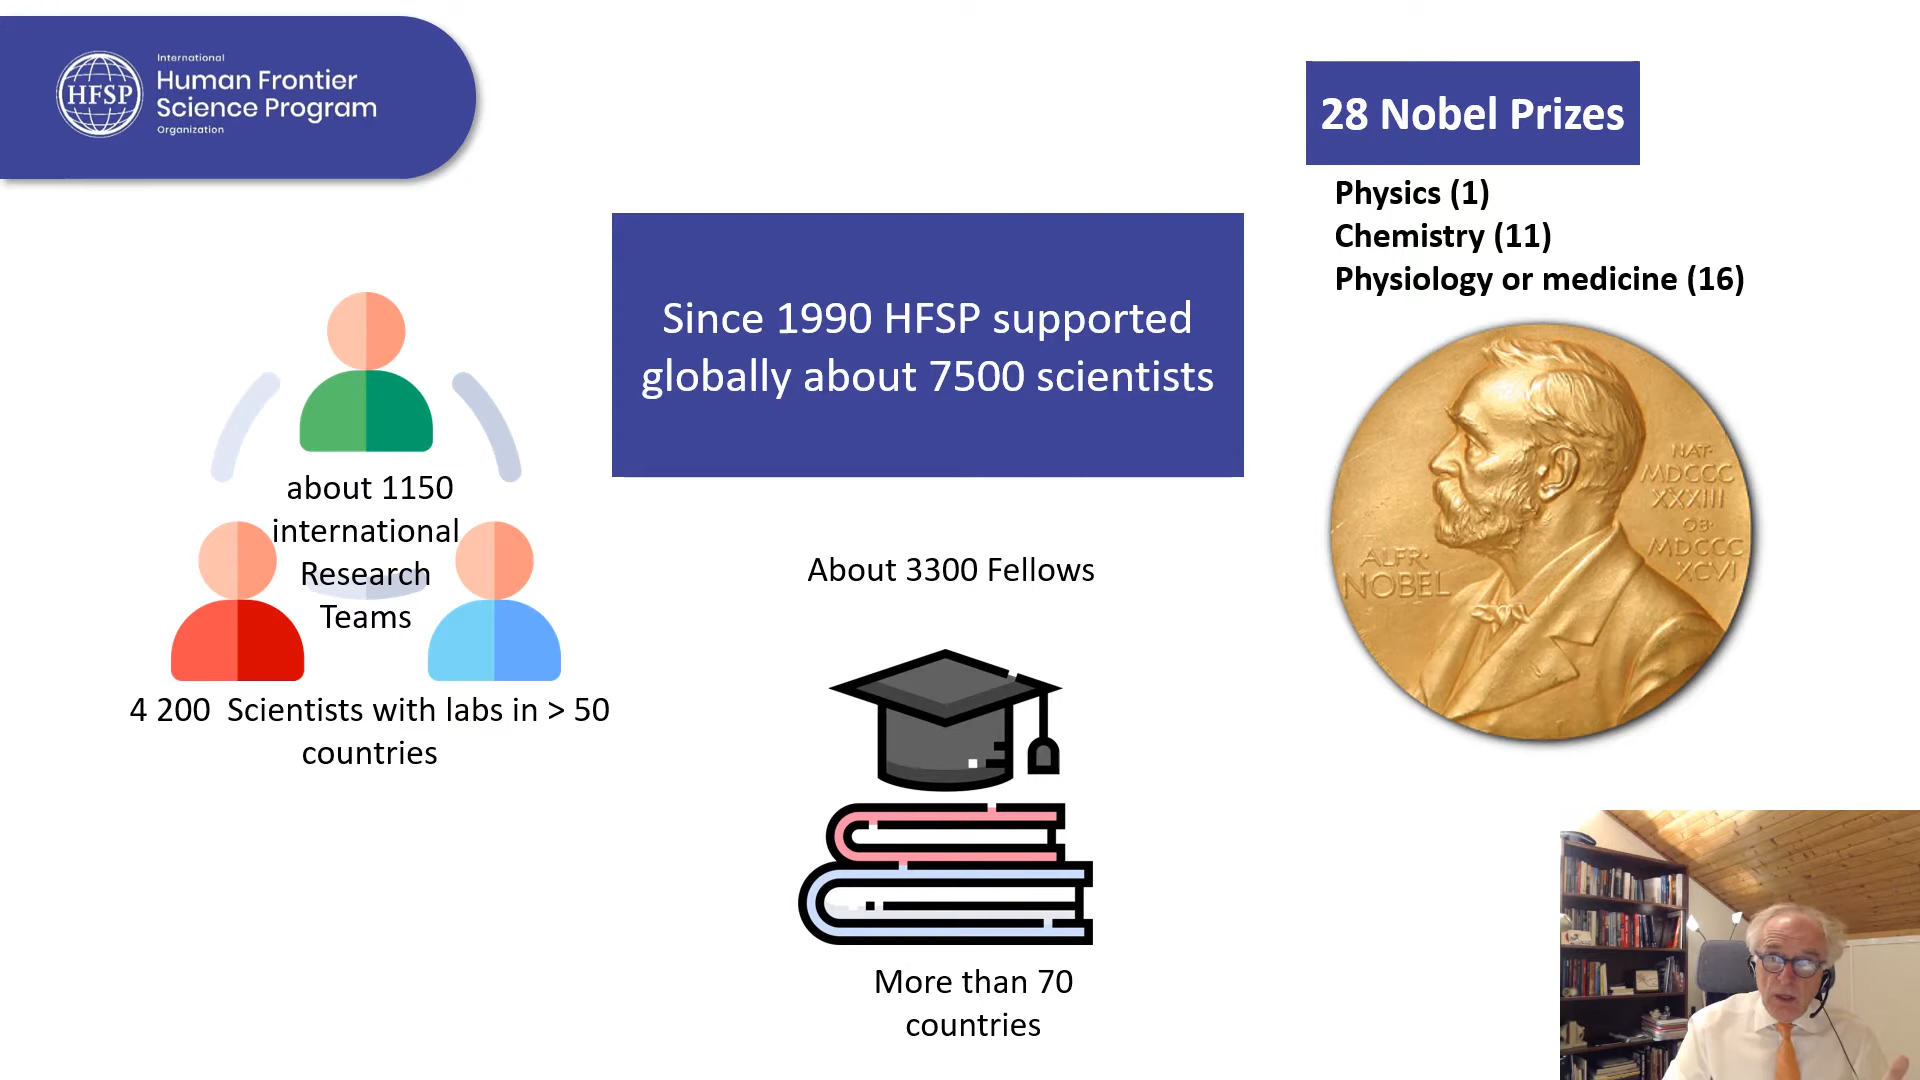 International
HFSP
Human Frontier
Science Program
Organization
28 Nobel Prizes
Physics (1)
Chemistry (11)
Physiology or medicine (16)
Since 1990 HFSP supported
globally about 7500 scientists
about 1150
international
Research
Teams
4 200 Scientists with labs in > 50
countries
About 3300 Fellows
More than 70
countries
ALFR·
NOBEL
NAT·
MDCCC
XXXIII
OB·
MDCCC
XCVI